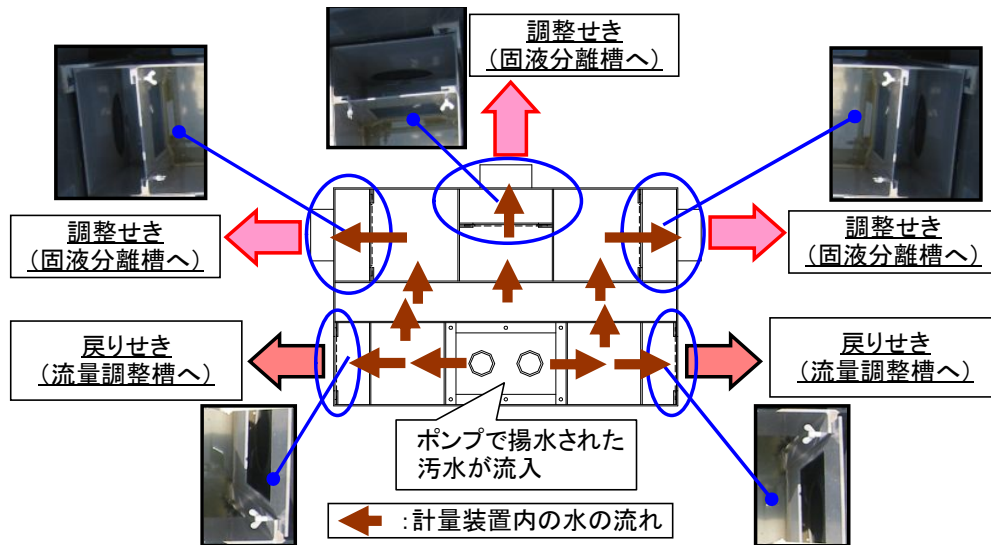 調整せき
（固液分離槽へ）
調整せき
（固液分離槽へ）
調整せき
（固液分離槽へ）
戻りせき
（流量調整槽へ）
戻りせき
（流量調整槽へ）
ポンプで揚水された
汚水が流入
：計量装置内の水の流れ